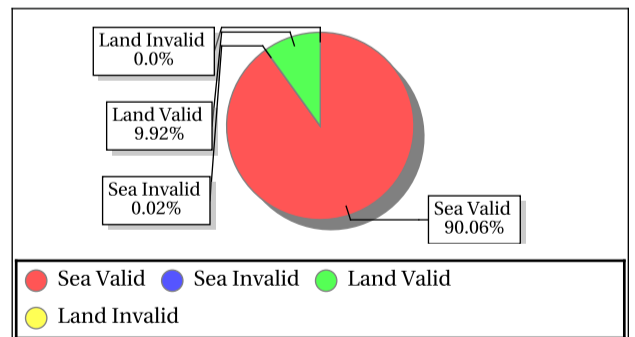 Land Invalid
0.0%
Land Valid
9.92%
Sea Invalid
0.02%
Sea Valid
90.06%
Sea Valid Sea Invalid Land Valid
Land Invalid